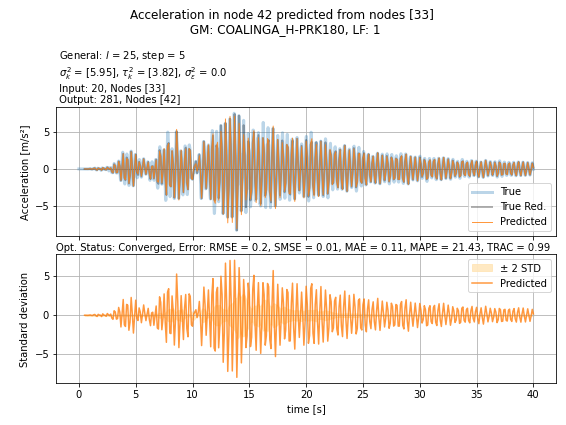 Acceleration in node 42 predicted from nodes [33]
GM: COALINGA_H-PRK180, LF: 1
General: l = 25, step = 5
σ²ₖ = [5.95], τ²ₖ = [3.82], σ²ε = 0.0
Input: 20, Nodes [33]
Output: 281, Nodes [42]
Acceleration [m/s²]
5
0
−5
True
True Red.
Predicted
Opt. Status: Converged, Error: RMSE = 0.2, SMSE = 0.01, MAE = 0.11, MAPE = 21.43, TRAC = 0.99
Standard deviation
5
0
−5
± 2 STD
Predicted
0 5 10 15 20 25 30 35 40
time [s]